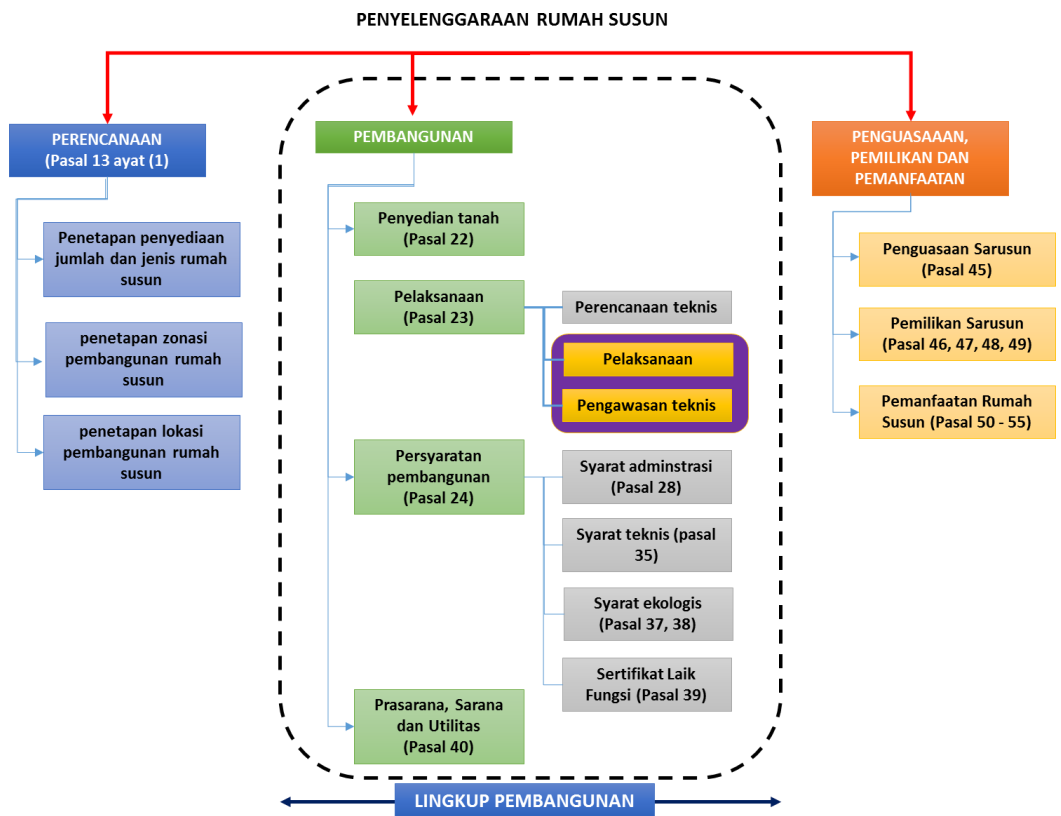 PENYELENGGARAAN RUMAH SUSUN
PERENCANAAN
(Pasal 13 ayat (1)
Penetapan penyediaan
jumlah dan jenis rumah
susun
penetapan zonasi
pembangunan rumah
susun
penetapan lokasi
pembangunan rumah
susun
PEMBANGUNAN
Penyedian tanah
(Pasal 22)
Pelaksanaan
(Pasal 23)
Perencanaan teknis
Pelaksanaan
Pengawasan teknis
Persyaratan
pembangunan
(Pasal 24)
Syarat adminstrasi
(Pasal 28)
Syarat teknis (pasal
35)
Syarat ekologis
(Pasal 37, 38)
Sertifikat Laik
Fungsi (Pasal 39)
Prasarana, Sarana
dan Utilitas
(Pasal 40)
PENGUASAAAN,
PEMILIKAN DAN
PEMANFAATAN
Penguasaan Sarusun
(Pasal 45)
Pemilikan Sarusun
(Pasal 46, 47, 48, 49)
Pemanfaatan Rumah
Susun (Pasal 50 - 55)
LINGKUP PEMBANGUNAN